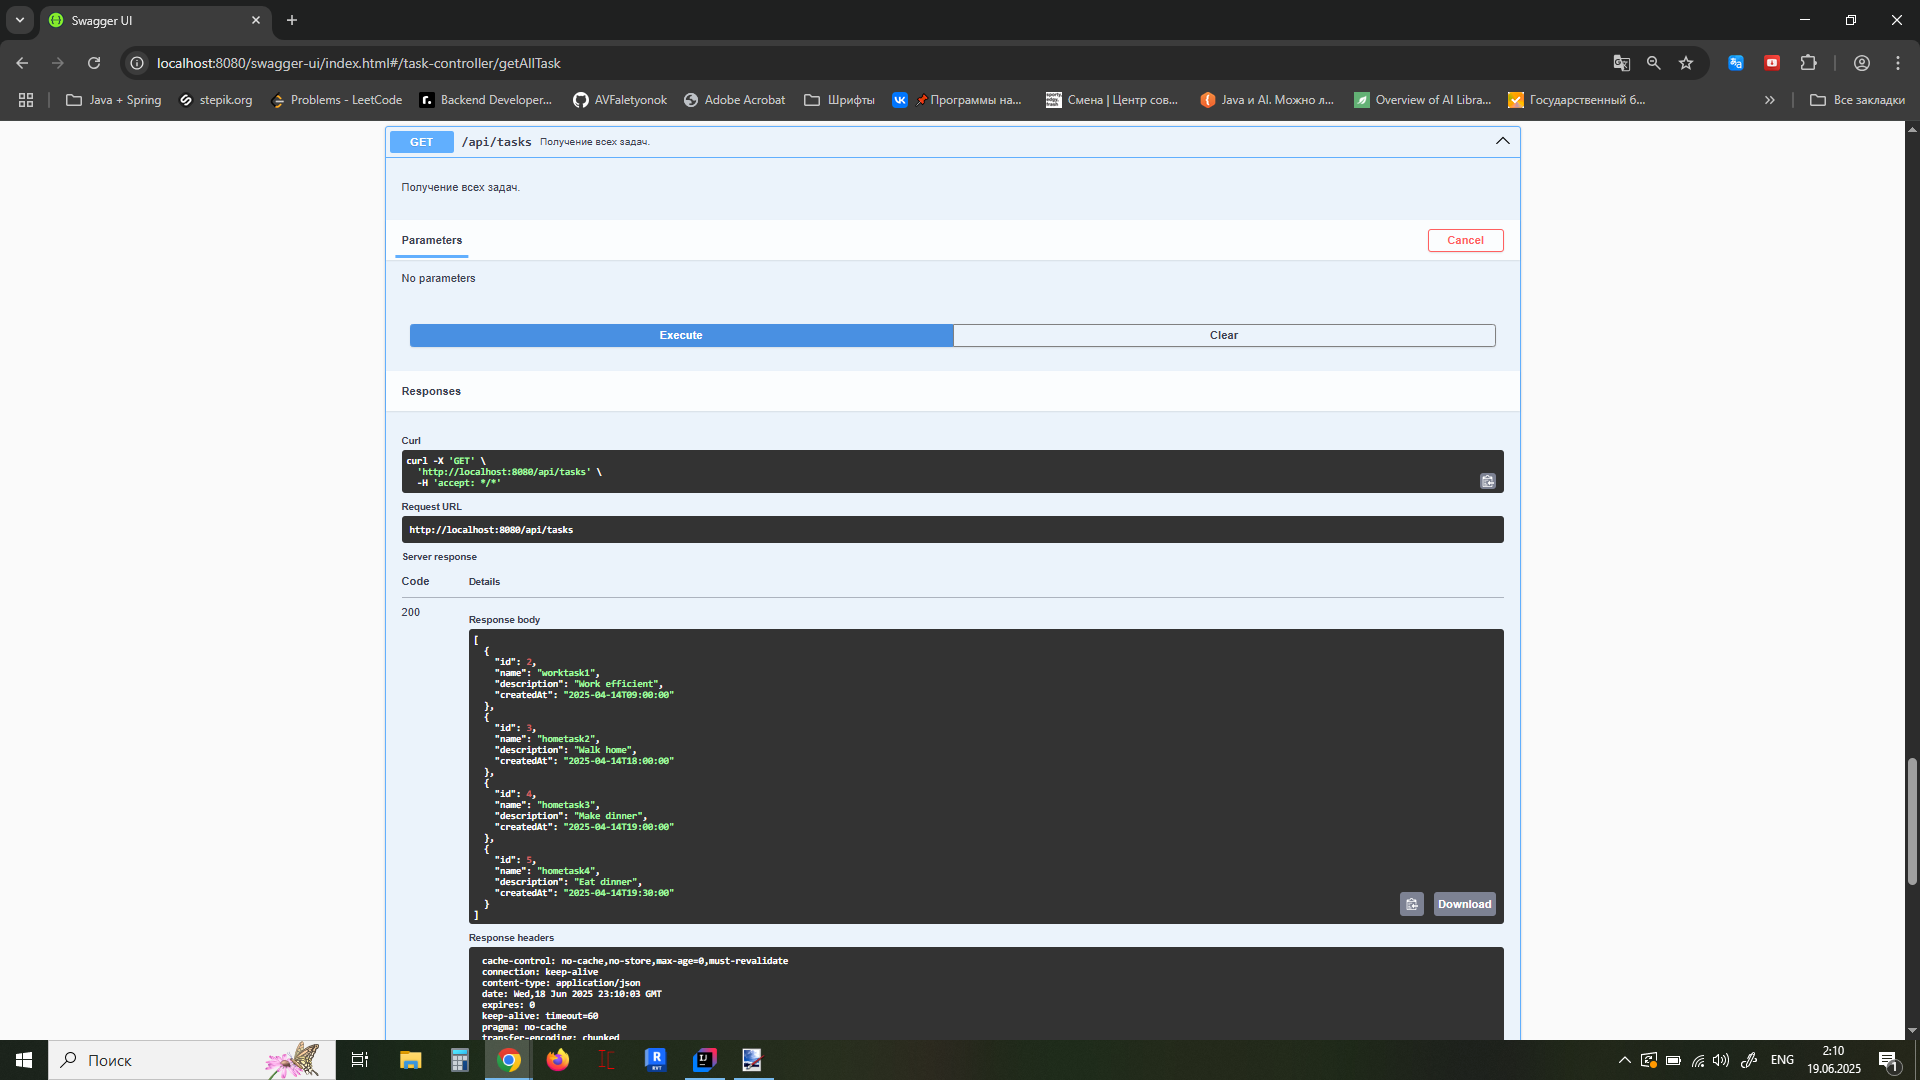 Swagger UI
localhost:8080/swagger-ui/index.html#/task-controller/getAllTask
Java + Spring
stepik.org
Problems - LeetCode
Backend Developer...
AVFaletyonok
Adobe Acrobat
Шрифты
Программы на...
Смена | Центр сов...
Java и AI. Можно л...
Overview of AI Libra...
Государственный б...
Все закладки
GET /api/tasks Получение всех задач.
Получение всех задач.
Parameters
Cancel
No parameters
Execute
Clear
Responses
Curl
curl -X 'GET' \
'http://localhost:8080/api/tasks' \
-H 'accept: */*'
Request URL
http://localhost:8080/api/tasks
Server response
Code Details
200
Response body
[
{
"id": 2,
"name": "worktask1",
"description": "Work efficient",
"createdAt": "2025-04-14T09:00:00"
},
{
"id": 3,
"name": "hometask2",
"description": "Walk home",
"createdAt": "2025-04-14T18:00:00"
},
{
"id": 4,
"name": "hometask3",
"description": "Make dinner",
"createdAt": "2025-04-14T19:00:00"
},
{
"id": 5,
"name": "hometask4",
"description": "Eat dinner",
"createdAt": "2025-04-14T19:30:00"
}
]
Download
Response headers
cache-control: no-cache,no-store,max-age=0,must-revalidate
connection: keep-alive
content-type: application/json
date: Wed,18 Jun 2025 23:10:03 GMT
expires: 0
keep-alive: timeout=60
pragma: no-cache
transfer-encoding: chunked
Поиск
ENG
2:10
19.06.2025